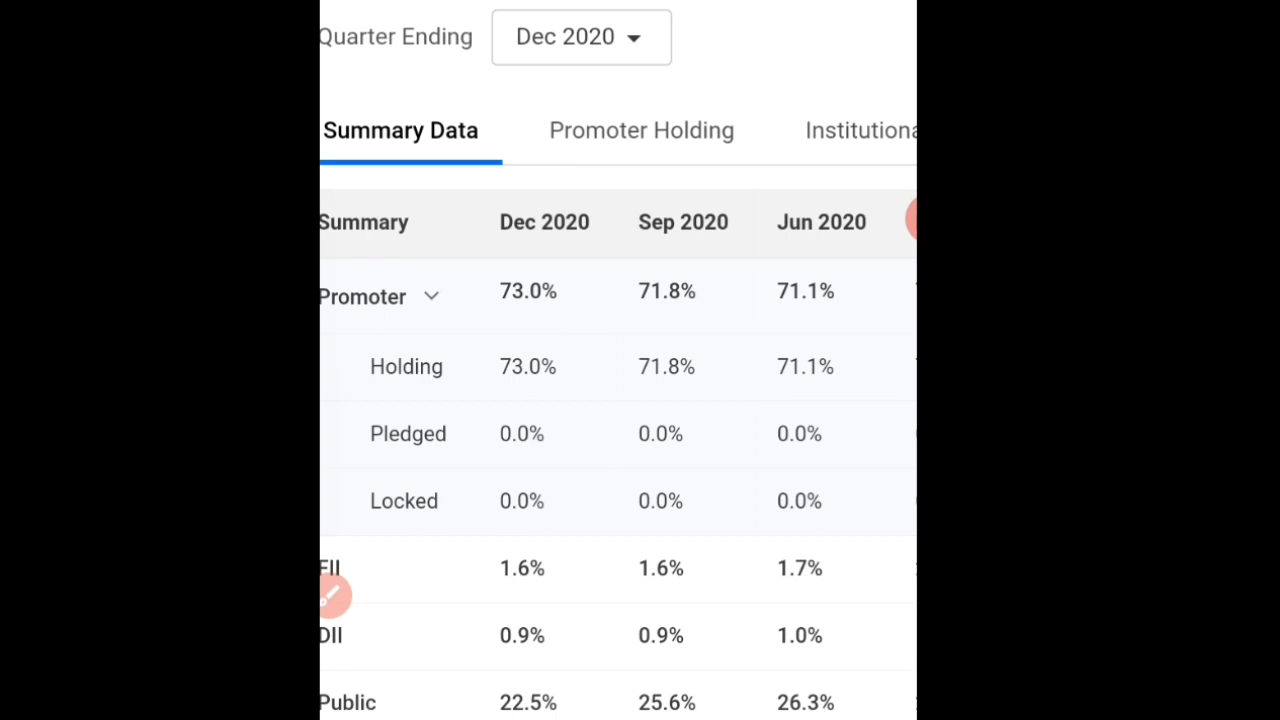 Quarter Ending Dec 2020
Summary Data Promoter Holding Institutiona
Summary Dec 2020 Sep 2020 Jun 2020
Promoter 73.0% 71.8% 71.1%
Holding 73.0% 71.8% 71.1%
Pledged 0.0% 0.0% 0.0%
Locked 0.0% 0.0% 0.0%
FII 1.6% 1.6% 1.7%
DII 0.9% 0.9% 1.0%
Public 22.5% 25.6% 26.3%